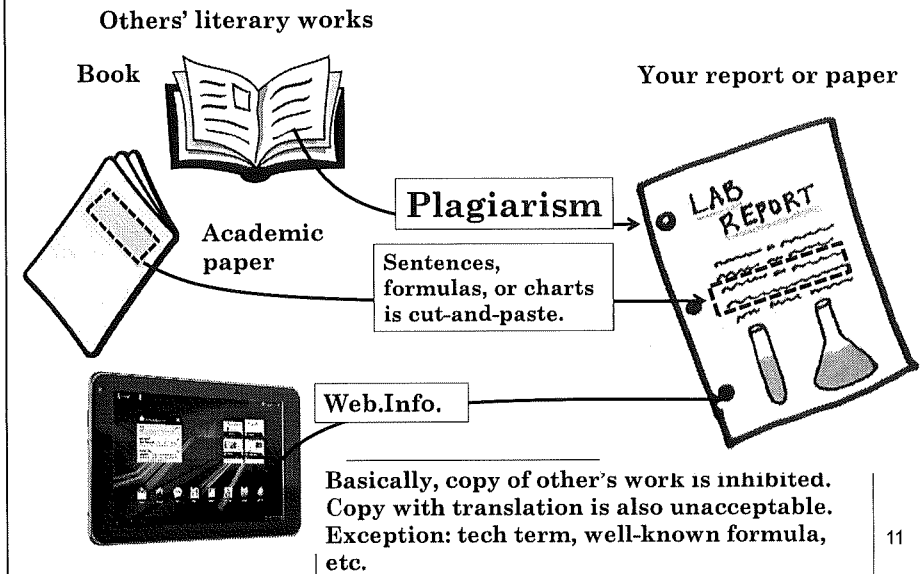 Others' literary works
Book
Your report or paper
Plagiarism
LAB
REPORT
Academic
paper
Sentences,
formulas, or charts
is cut-and-paste.
Web.Info.
Basically, copy of other's work is inhibited.
Copy with translation is also unacceptable.
Exception: tech term, well-known formula,
etc.
11